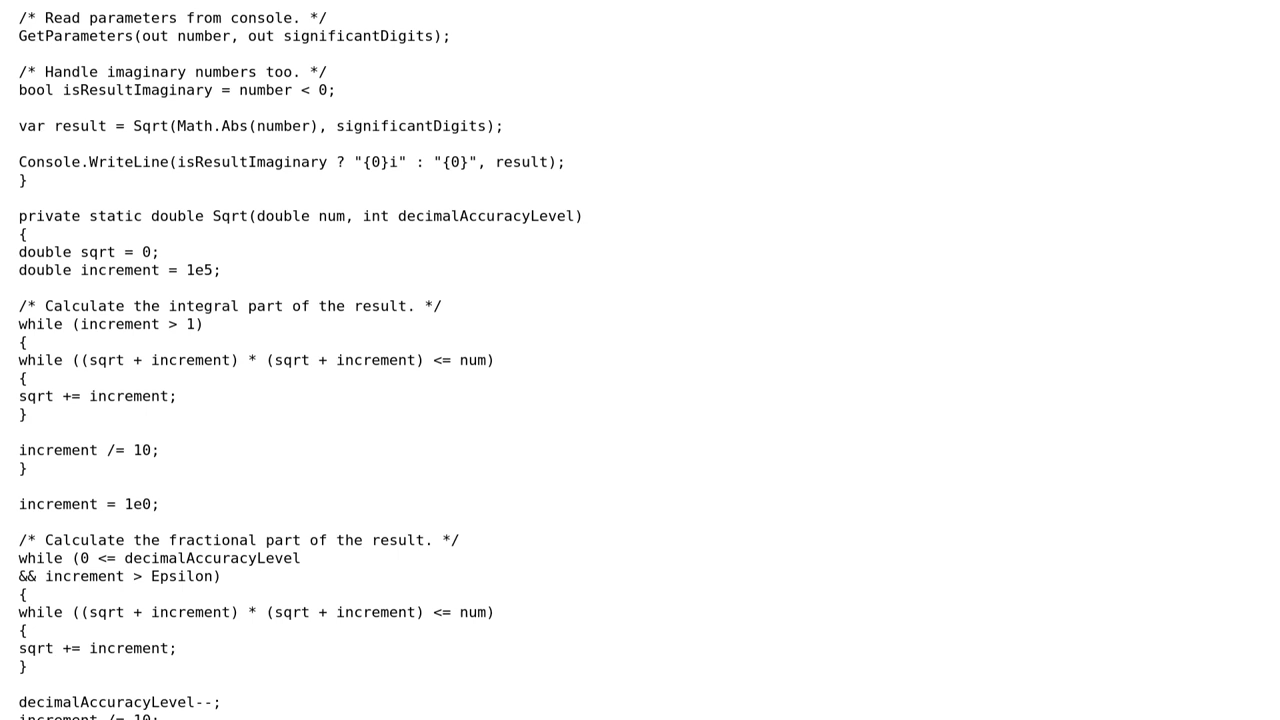 /* Read parameters from console. */
GetParameters(out number, out significantDigits);
/* Handle imaginary numbers too. */
bool isResultImaginary = number < 0;
var result = Sqrt(Math.Abs(number), significantDigits);
Console.WriteLine(isResultImaginary ? "{0}i" : "{0}", result);
}
private static double Sqrt(double num, int decimalAccuracyLevel)
{
double sqrt = 0;
double increment = 1e5;
/* Calculate the integral part of the result. */
while (increment > 1)
{
while ((sqrt + increment) * (sqrt + increment) <= num)
{
sqrt += increment;
}
increment /= 10;
}
increment = 1e0;
/* Calculate the fractional part of the result. */
while (0 <= decimalAccuracyLevel
&& increment > Epsilon)
{
while ((sqrt + increment) * (sqrt + increment) <= num)
{
sqrt += increment;
}
decimalAccuracyLevel--;
increment /= 10;